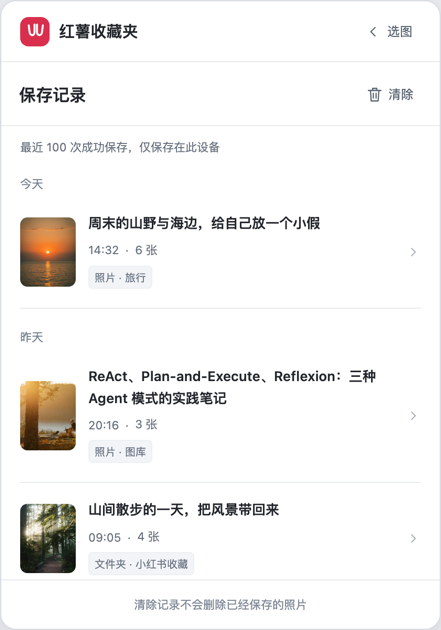 红薯收藏夹
选图
保存记录
清除
最近 100 次成功保存，仅保存在此设备
今天
周末的山野与海边，给自己放一个小假
14:32 · 6 张
照片 · 旅行
昨天
ReAct、Plan-and-Execute、Reflexion：三种
Agent 模式的实践笔记
20:16 · 3 张
照片 · 图库
山间散步的一天，把风景带回来
09:05 · 4 张
文件夹 · 小红书收藏
清除记录不会删除已经保存的照片